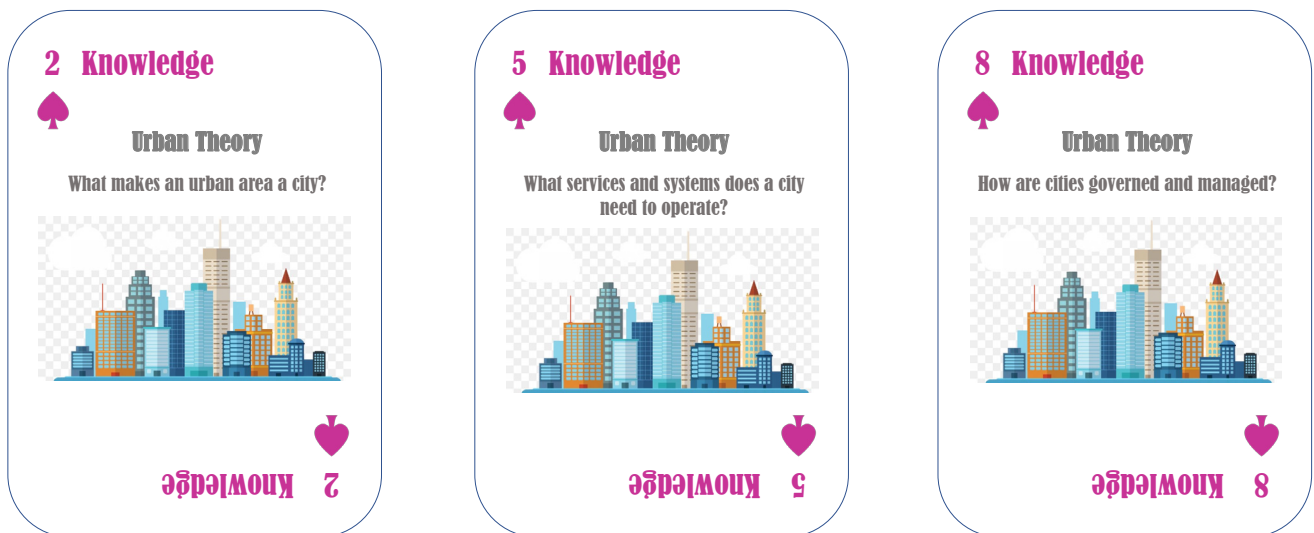 2 Knowledge
Urban Theory
What makes an urban area a city?
2 Knowledge
5 Knowledge
Urban Theory
What services and systems does a city
need to operate?
5 Knowledge
8 Knowledge
Urban Theory
How are cities governed and managed?
8 Knowledge